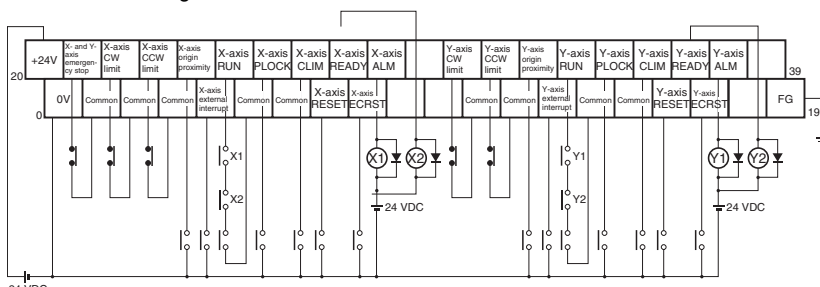 +24V
X- and Y-
axis
emergen-
cy stop
X-axis
CW
limit
X-axis
CCW
limit
X-axis
origin
proximity
X-axis
RUN
X-axis
PLOCK
X-axis
CLIM
X-axis
READY
X-axis
ALM
Y-axis
CW
limit
Y-axis
CCW
limit
Y-axis
origin
proximity
Y-axis
RUN
Y-axis
PLOCK
Y-axis
CLIM
Y-axis
READY
Y-axis
ALM
20
39
0V
Common
Common
Common
X-axis
external
interrupt
Common
Common
X-axis
RESET
X-axis
ECRST
Common
Common
Common
Y-axis
external
interrupt
Common
Common
Y-axis
RESET
Y-axis
ECRST
FG
0
19
X1
X2
X1
X2
24 VDC
Y1
Y2
Y1
Y2
24 VDC